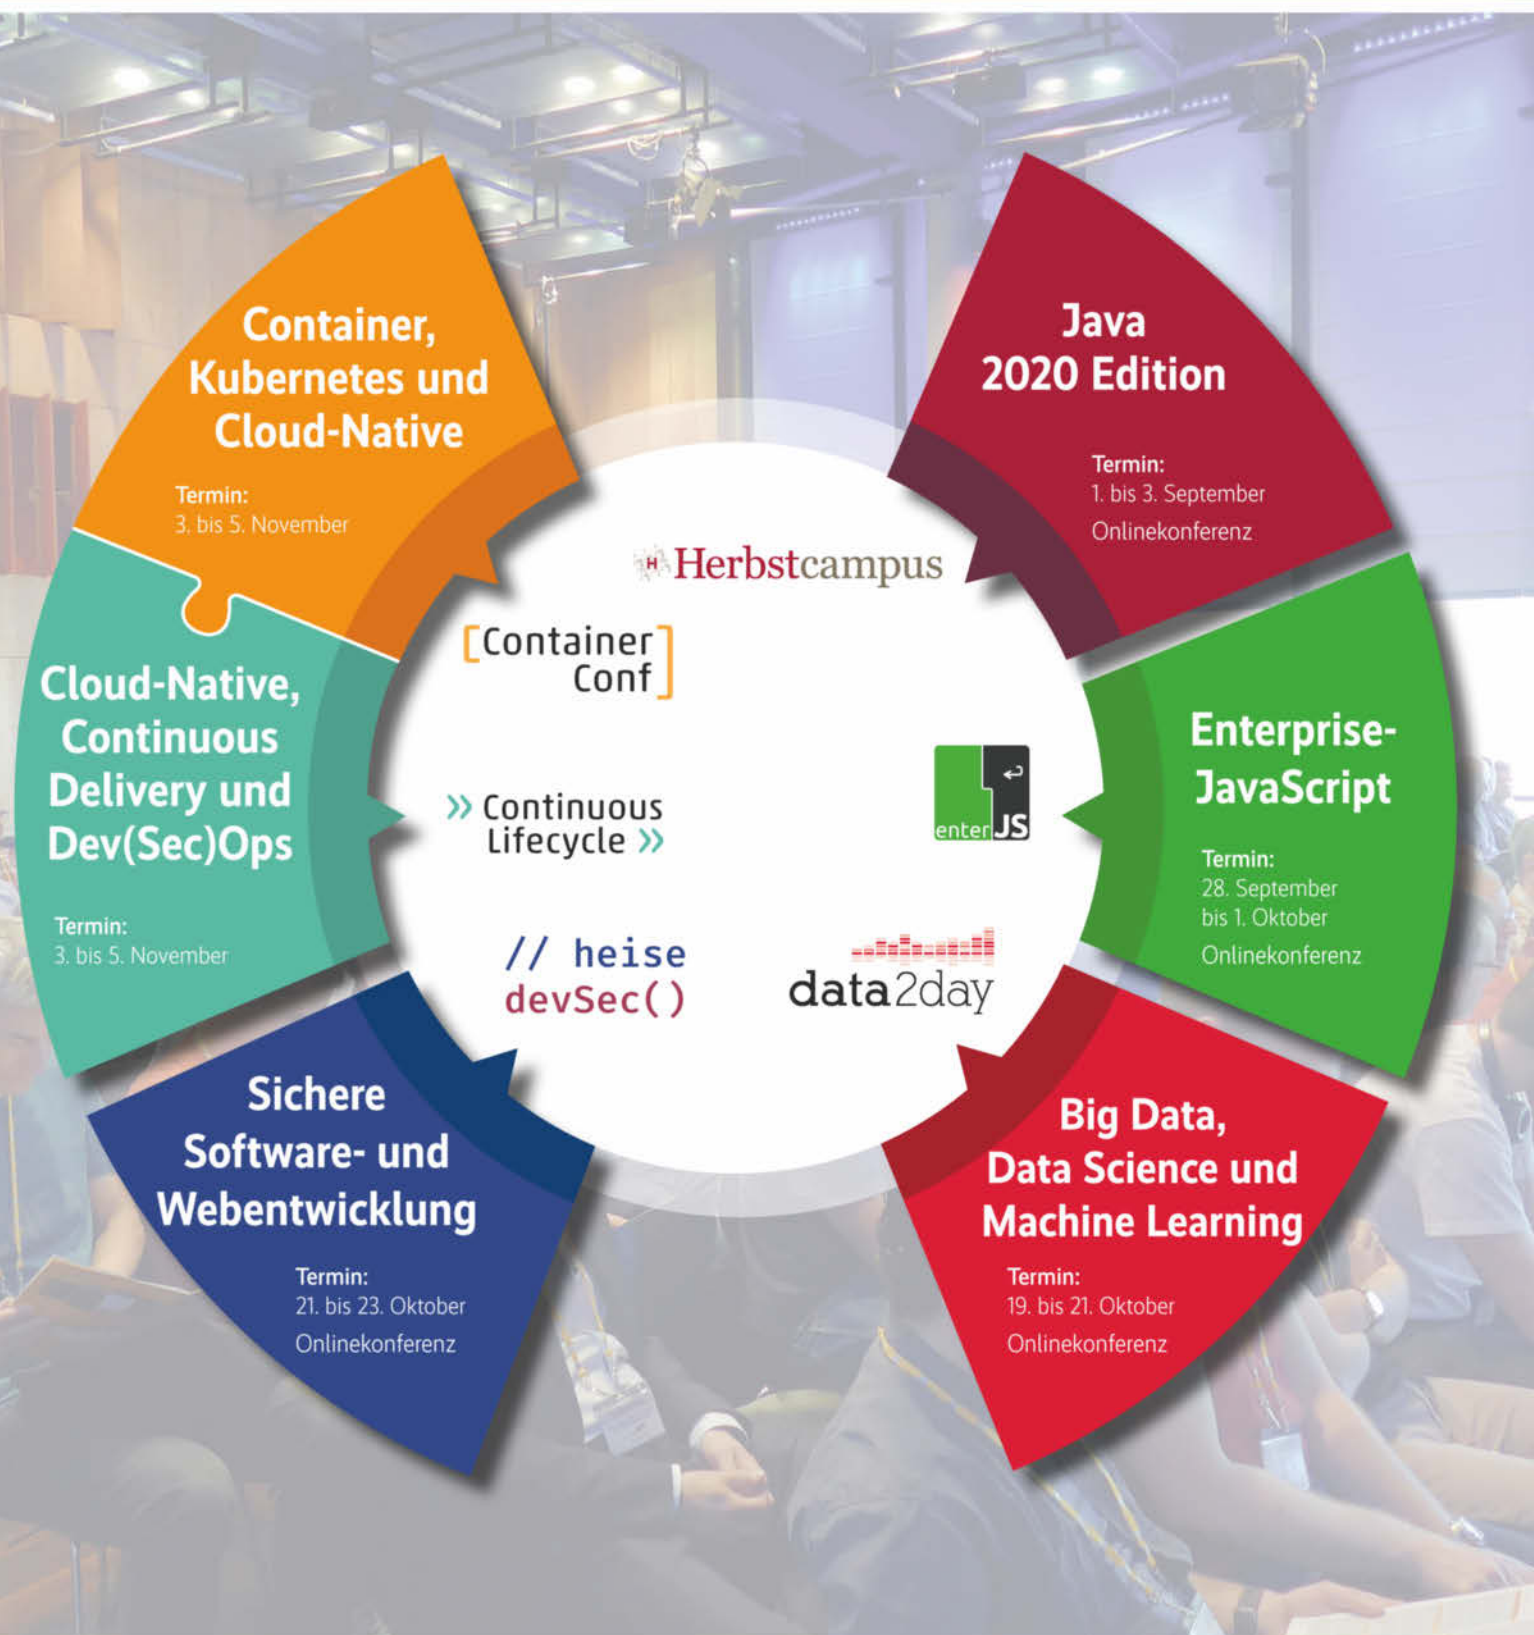 Container,
Kubernetes und
Cloud-Native
Termin:
3. bis 5. November
Java
2020 Edition
Termin:
1. bis 3. September
Onlinekonferenz
Cloud-Native,
Continuous
Delivery und
Dev(Sec)Ops
Termin:
3. bis 5. November
H Herbstcampus
[Container
Conf]
» Continuous
Lifecycle »
enterJS
// heise
devSec()
data2day
Enterprise-
JavaScript
Termin:
28. September
bis 1. Oktober
Onlinekonferenz
Sichere
Software- und
Webentwicklung
Termin:
21. bis 23. Oktober
Onlinekonferenz
Big Data,
Data Science und
Machine Learning
Termin:
19. bis 21. Oktober
Onlinekonferenz